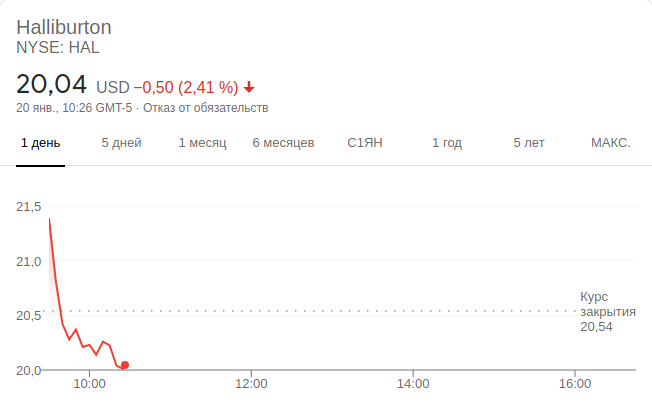 Halliburton
NYSE: HAL
20,04 USD −0,50 (2,41 %)
20 янв., 10:26 GMT-5 · Отказ от обязательств
1 день 5 дней 1 месяц 6 месяцев С1ЯН 1 год 5 лет МАКС.
21,5
21,0
Курс
закрытия
20,5
20,54
20,0
10:00 12:00 14:00 16:00